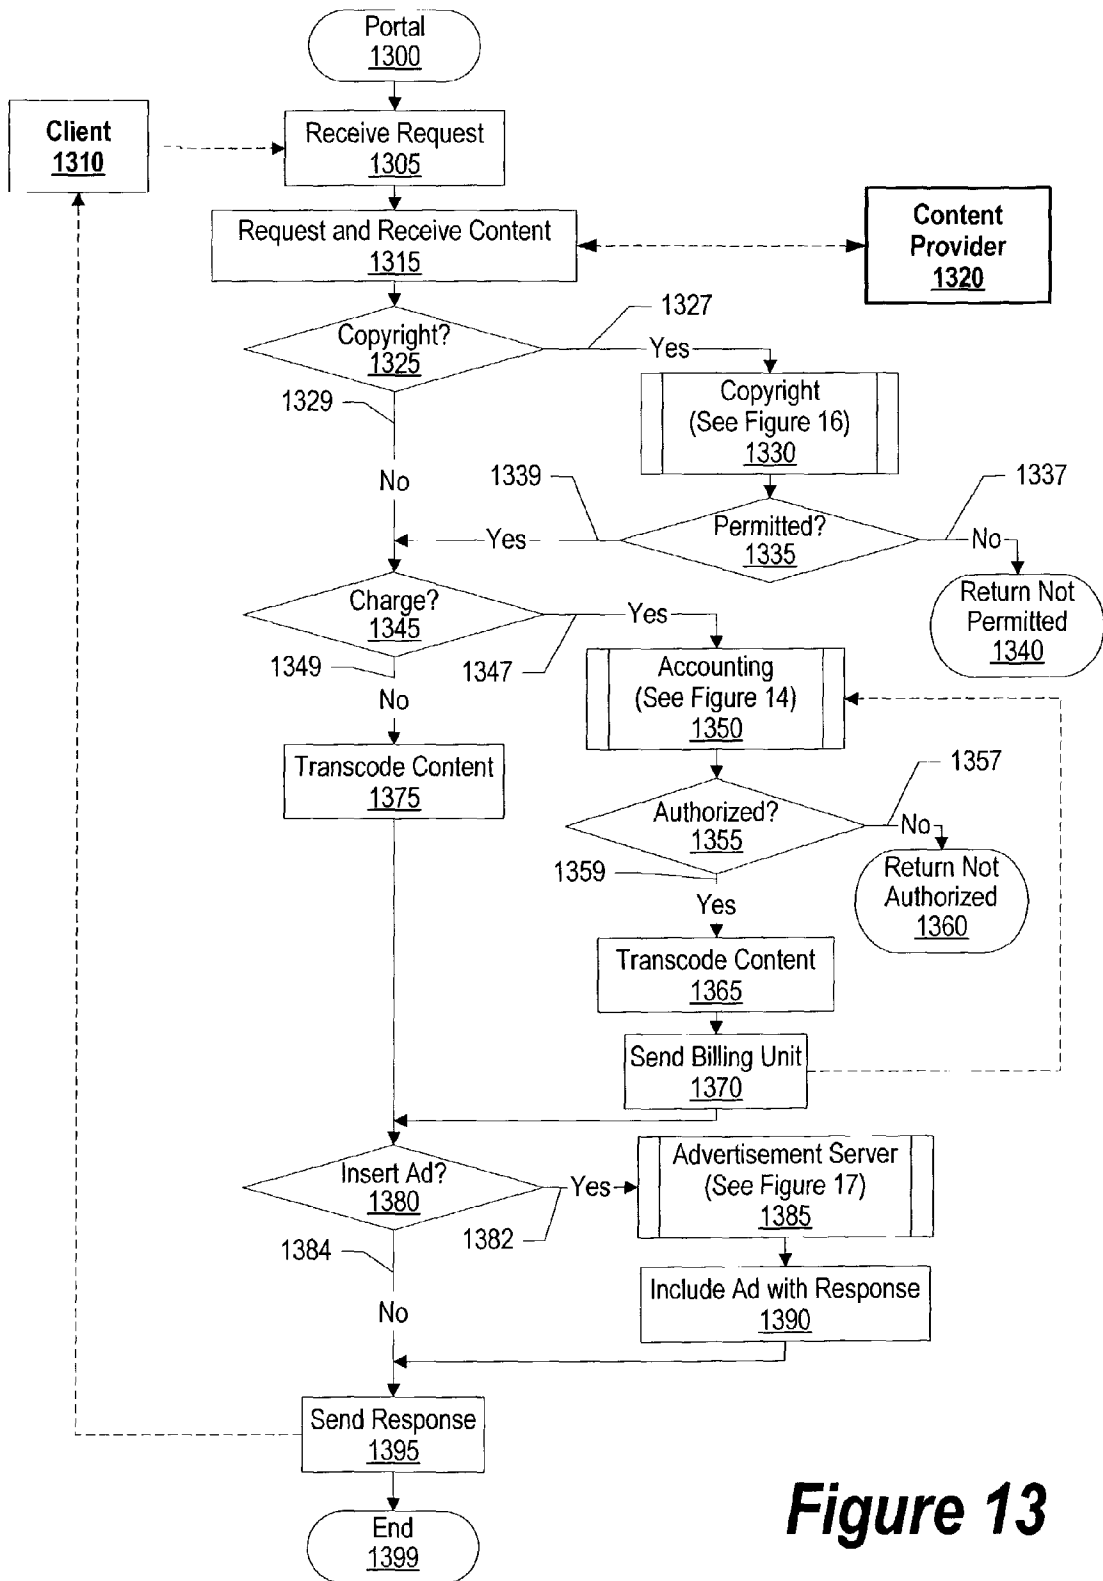 Portal
1300
Client
1310
Receive Request
1305
Request and Receive Content
1315
Content
Provider
1320
Copyright?
1325
1327
Yes
1329
No
Copyright
(See Figure 16)
1330
1339
1337
Yes
Permitted?
1335
No
Return Not
Permitted
1340
Charge?
1345
Yes
1349
1347
No
Accounting
(See Figure 14)
1350
Transcode Content
1375
1357
Authorized?
1355
No
1359
Yes
Return Not
Authorized
1360
Transcode Content
1365
Send Billing Unit
1370
Insert Ad?
1380
Yes
1382
1384
No
Advertisement Server
(See Figure 17)
1385
Include Ad with Response
1390
Send Response
1395
End
1399
Figure 13